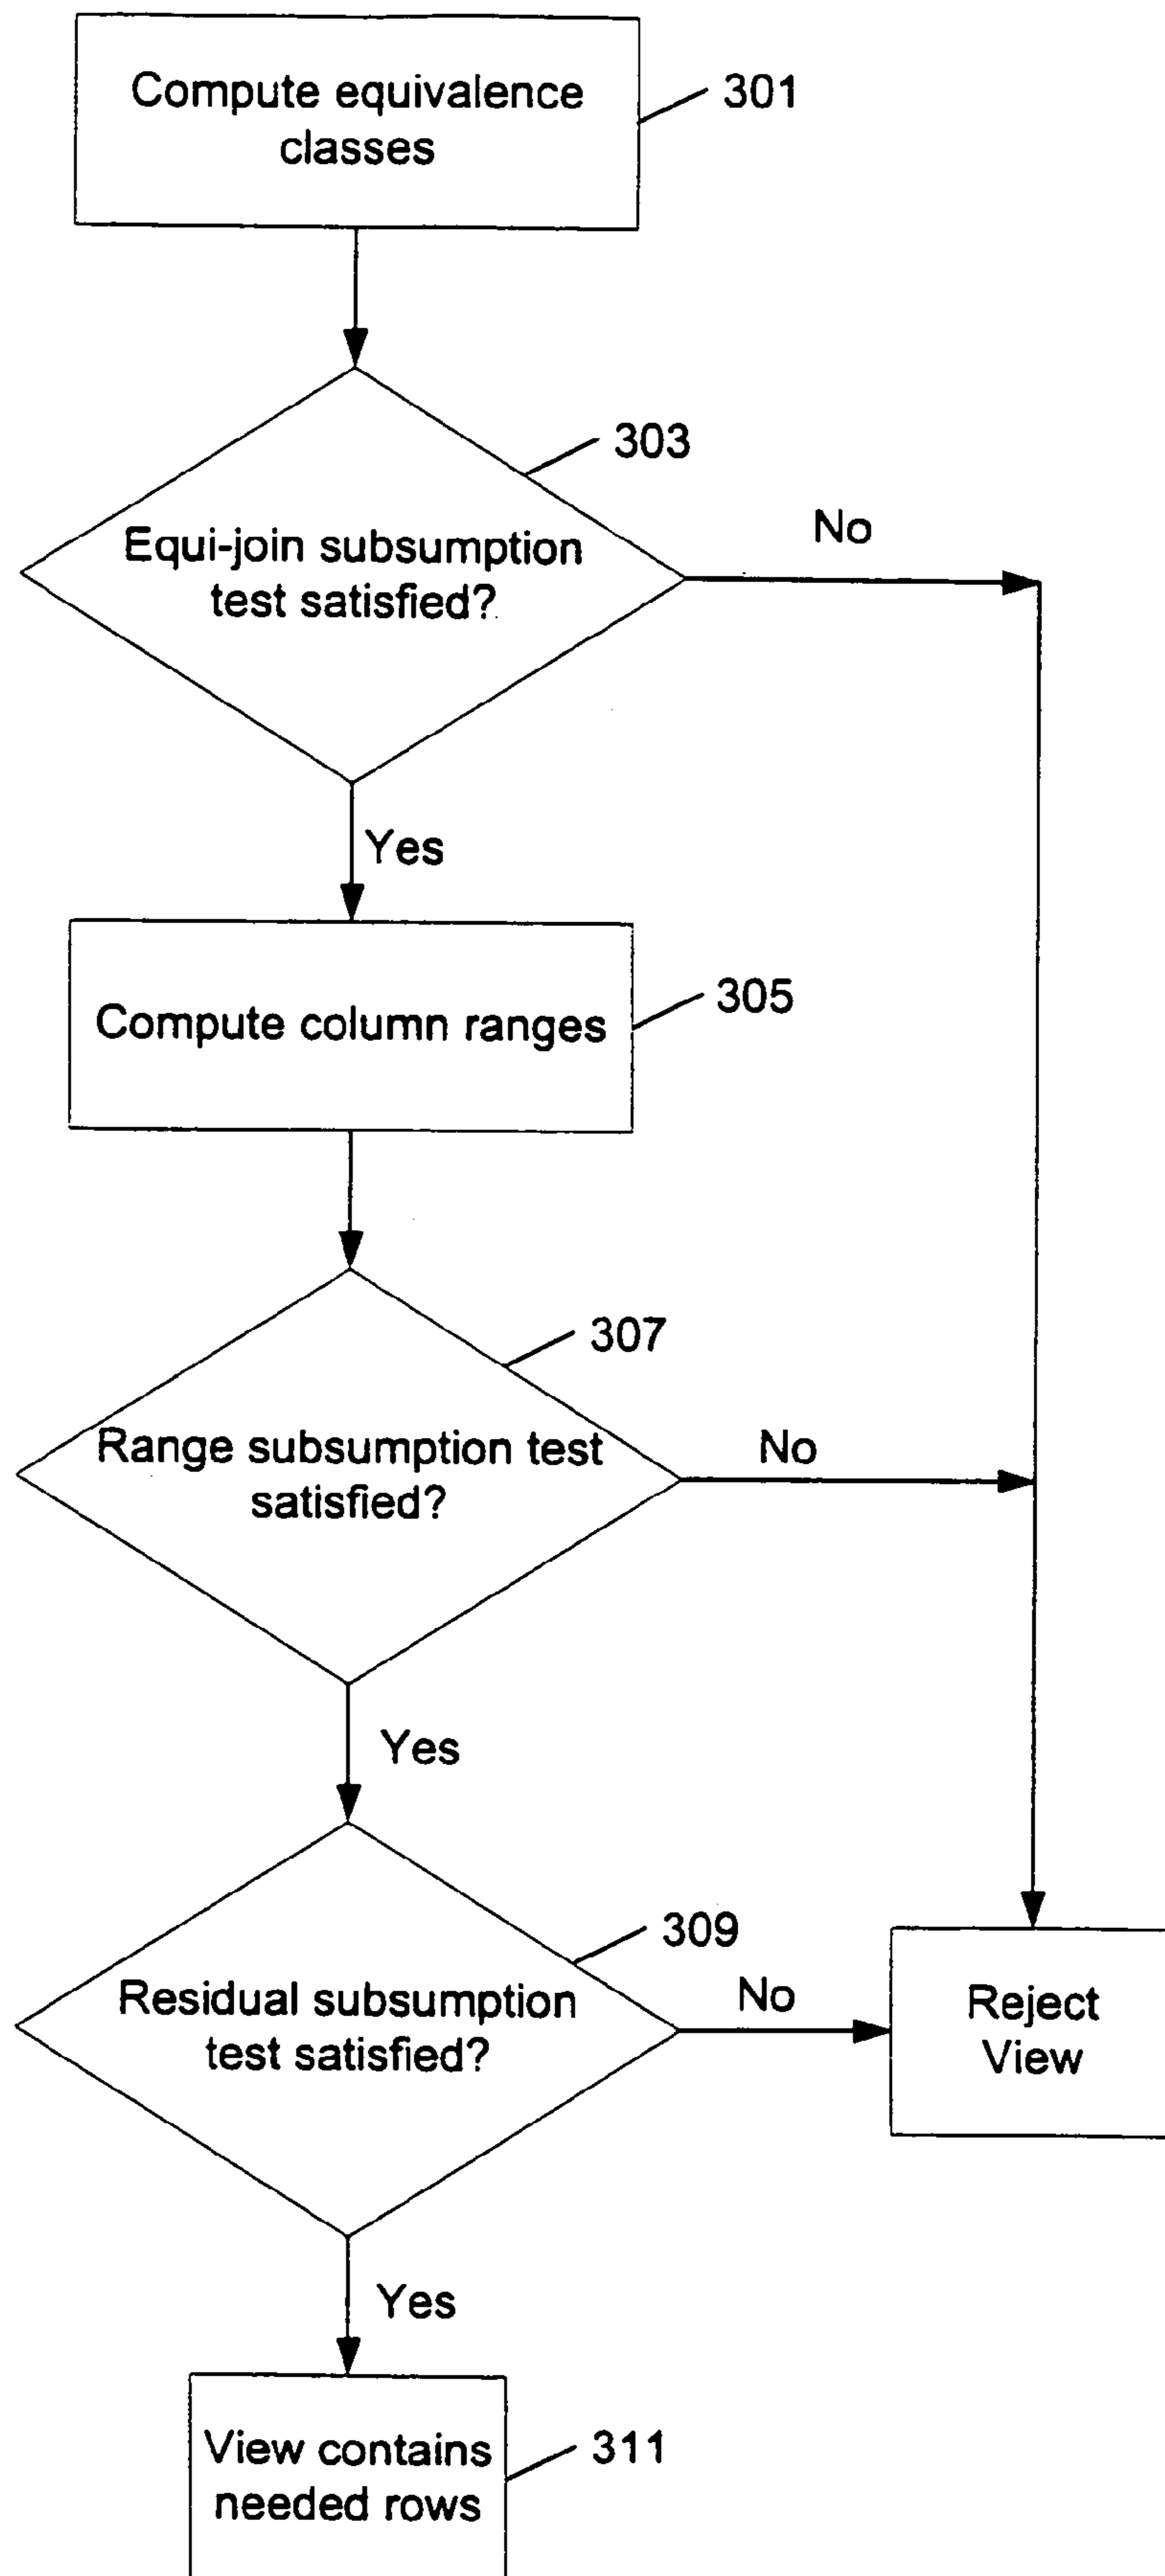 Compute equivalence
classes
301
303
Equi-join subsumption
test satisfied?
No
Yes
Compute column ranges
305
307
Range subsumption test
satisfied?
No
Yes
309
Residual subsumption
test satisfied?
No
Reject
View
Yes
View contains
needed rows
311